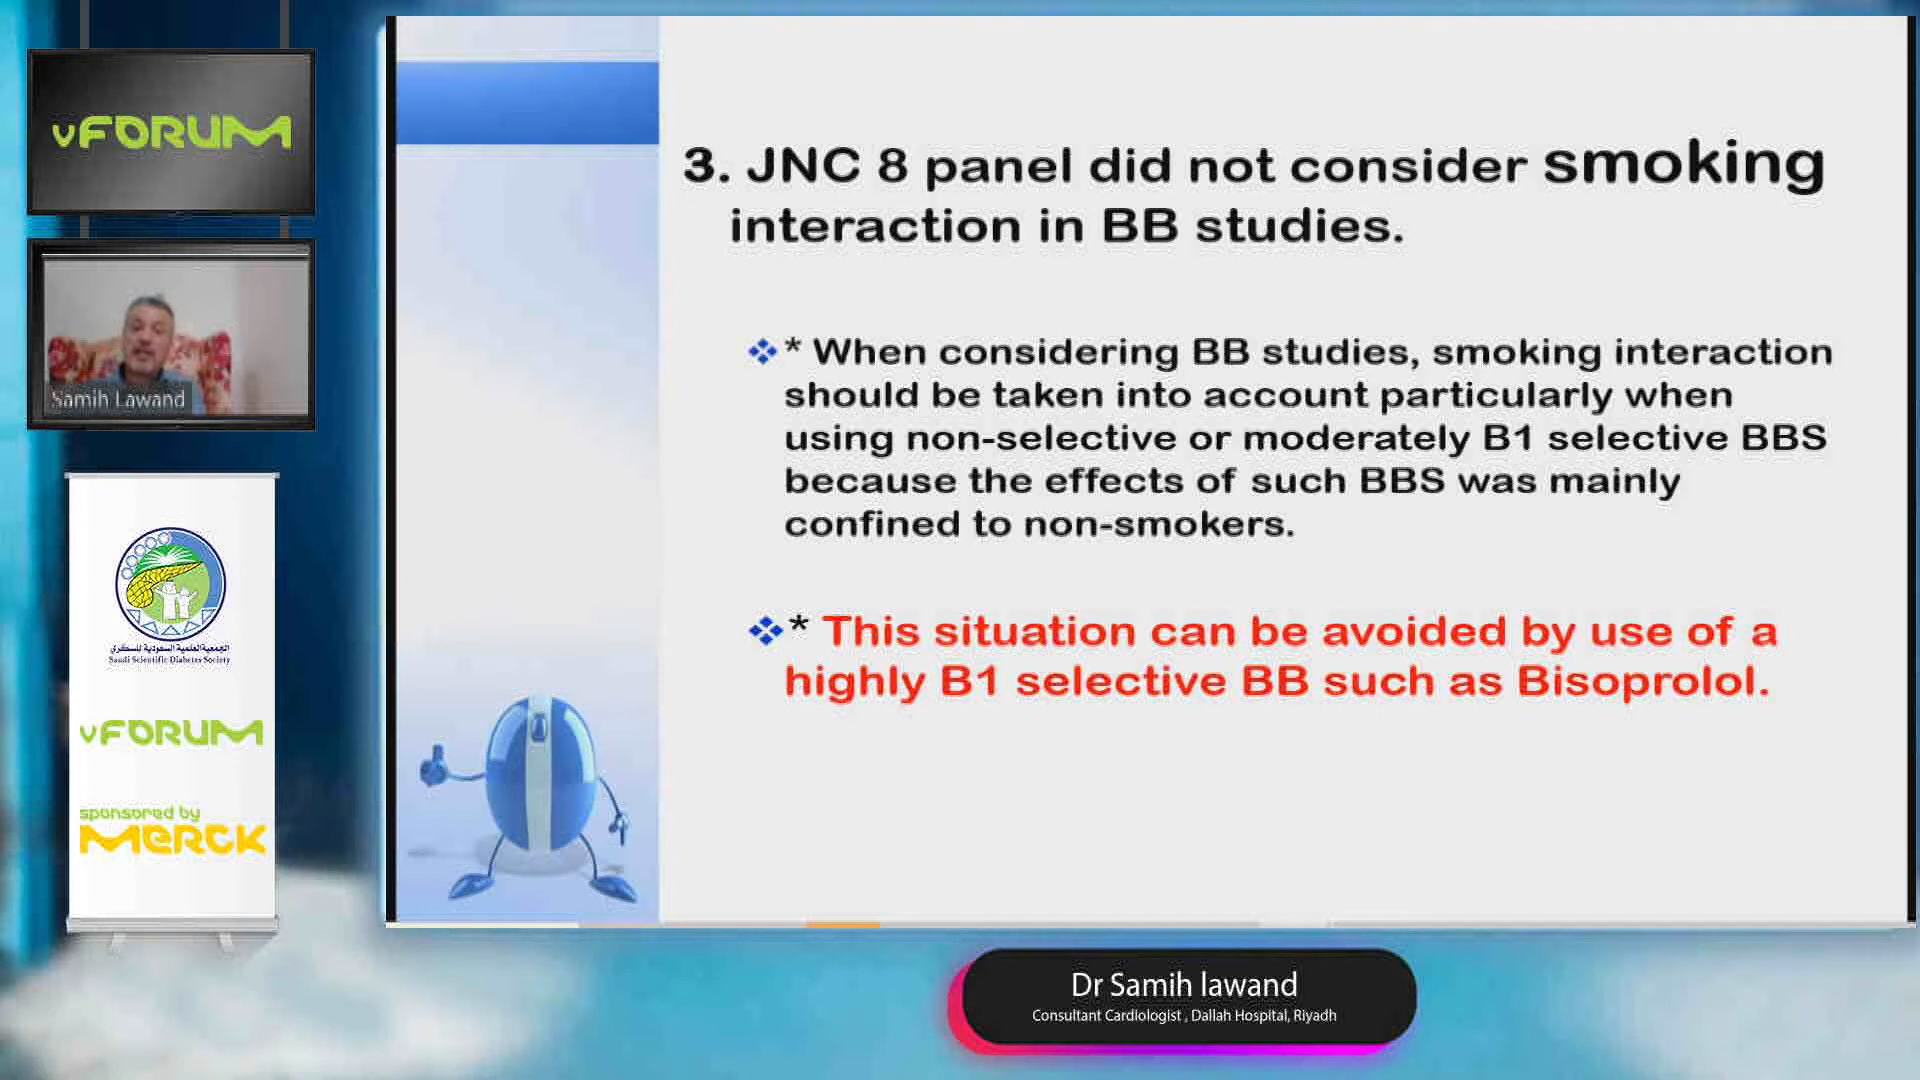 vFORUM
Samih Lawand
الجمعية العلمية السعودية للسكري
Saudi Scientific Diabetes Society
vFORUM
sponsored by
MERCK
3. JNC 8 panel did not consider smoking
interaction in BB studies.
* When considering BB studies, smoking interaction
should be taken into account particularly when
using non-selective or moderately B1 selective BBS
because the effects of such BBS was mainly
confined to non-smokers.
* This situation can be avoided by use of a
highly B1 selective BB such as Bisoprolol.
Dr Samih lawand
Consultant Cardiologist , Dallah Hospital, Riyadh